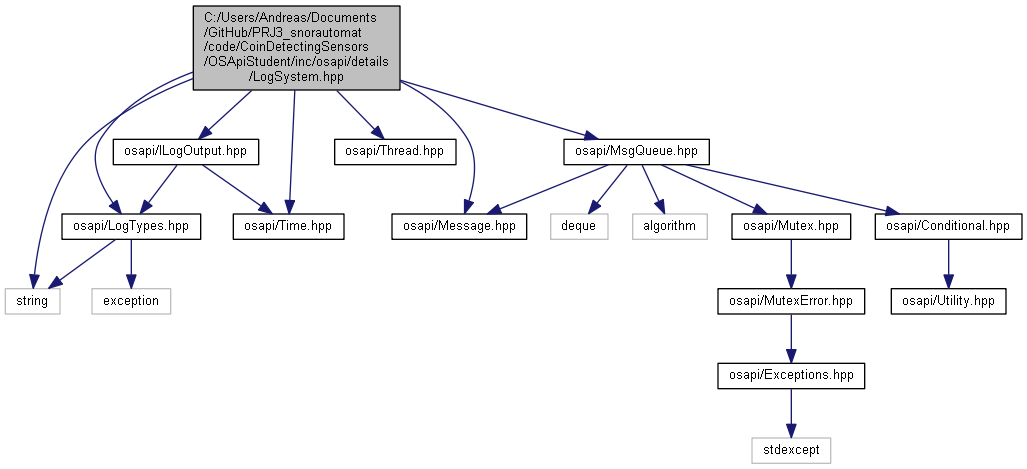 C:/Users/Andreas/Documents
/GitHub/PRJ3_snorautomat
/code/CoinDetectingSensors
/OSApiStudent/inc/osapi/details
/LogSystem.hpp
osapi/ILogOutput.hpp
osapi/Thread.hpp
osapi/MsgQueue.hpp
osapi/LogTypes.hpp
osapi/Time.hpp
osapi/Message.hpp
deque
algorithm
osapi/Mutex.hpp
osapi/Conditional.hpp
string
exception
osapi/MutexError.hpp
osapi/Utility.hpp
osapi/Exceptions.hpp
stdexcept